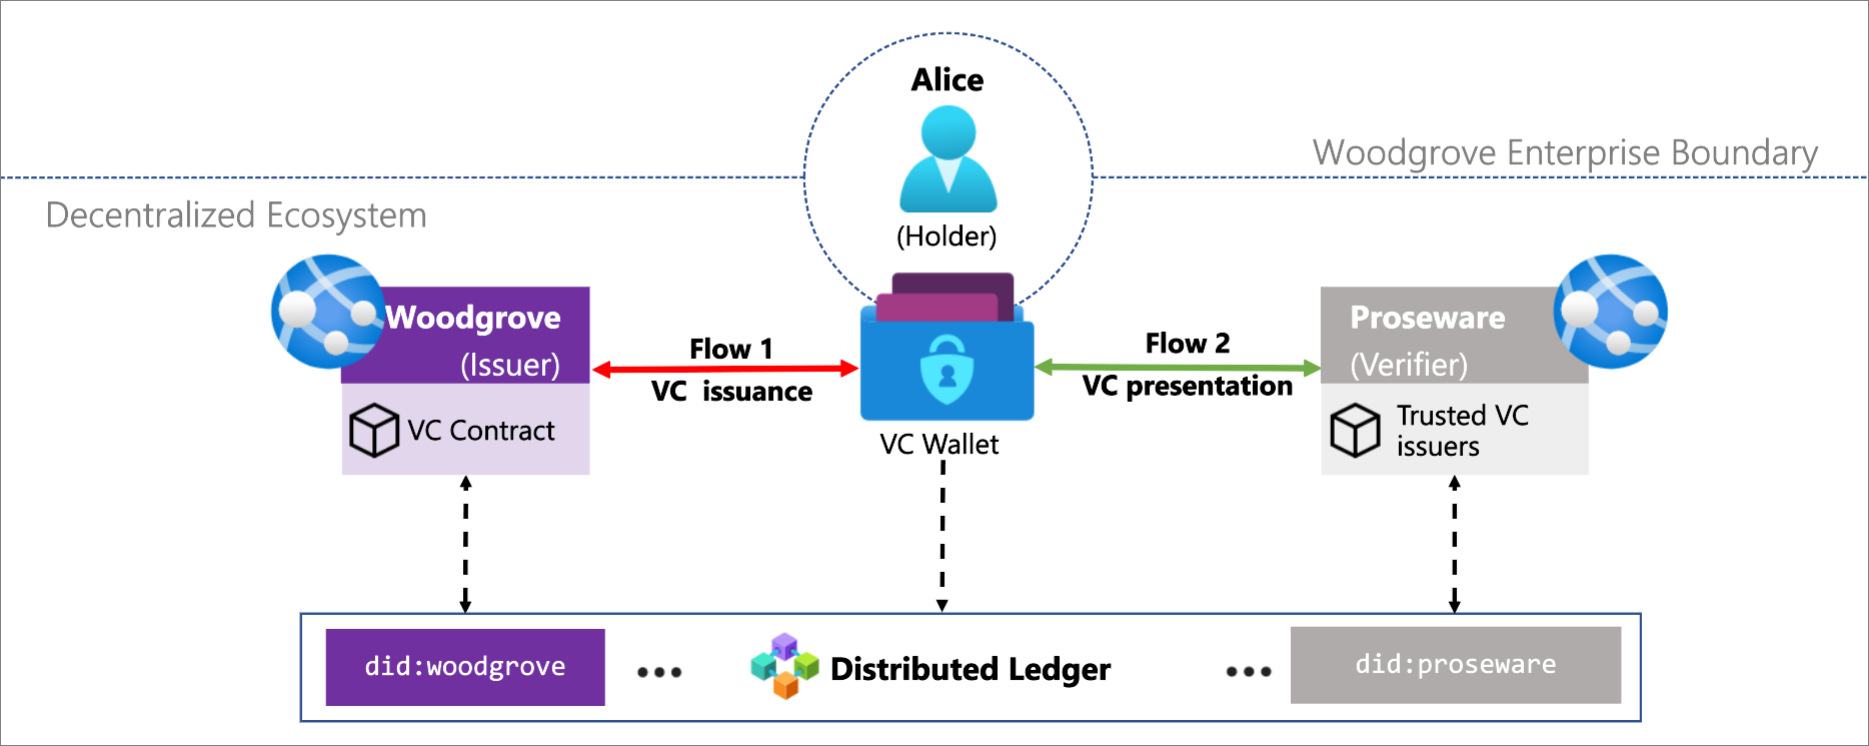 Alice
Woodgrove Enterprise Boundary
Decentralized Ecosystem
(Holder)
Woodgrove
(Issuer)
VC Contract
Flow 1
VC issuance
VC Wallet
Flow 2
VC presentation
Proseware
(Verifier)
Trusted VC
issuers
did:woodgrove
•••
Distributed Ledger
•••
did:proseware